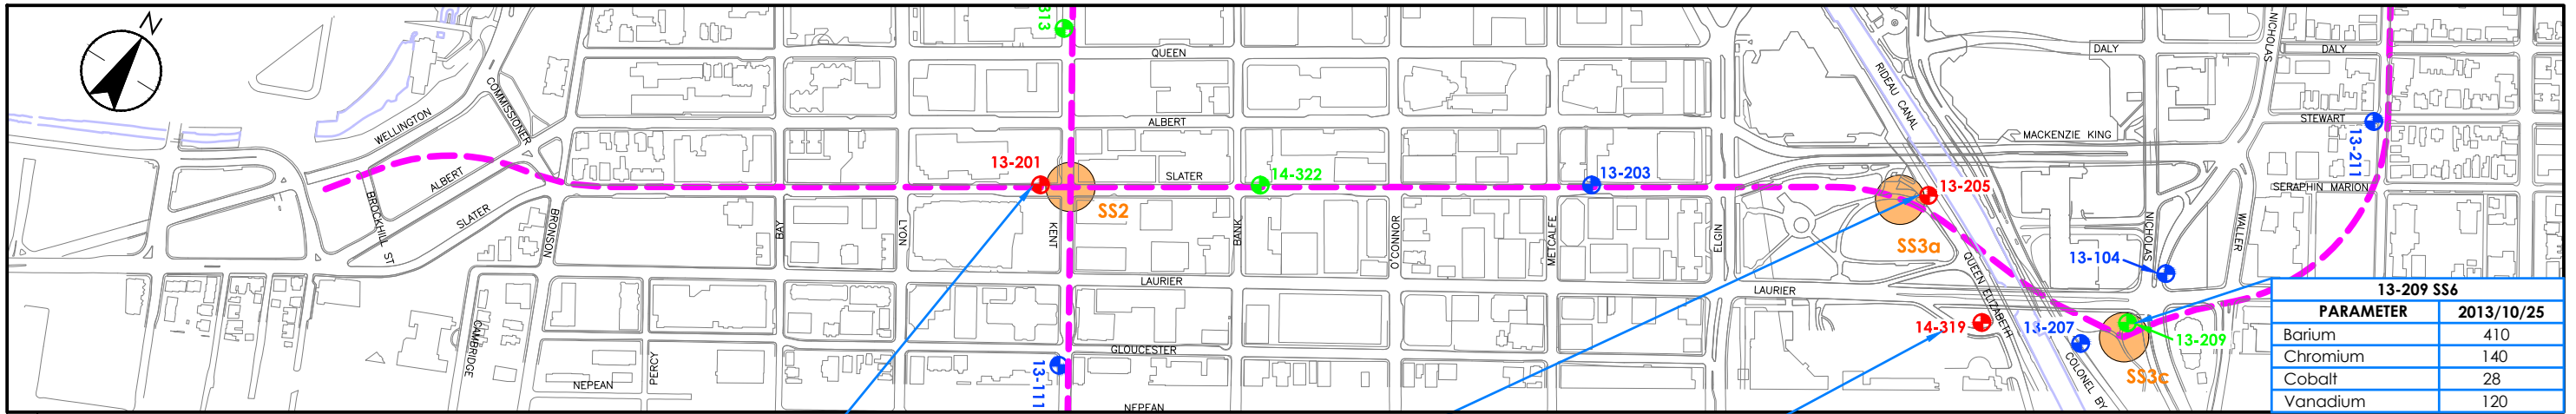 N
313
QUEEN
DALY
NICHOLAS
DALY
WELLINGTON
COMMISSIONER
ALBERT
RIDEAU CANAL
MACKENZIE KING
STEWART
13-211
13-201
14-322
13-203
13-205
SLATER
SERAPHIN MARION
ALBERT
BROCKHILL ST
SLATER
BRONSON
BAY
LYON
KENT
SS2
BANK
O'CONNOR
METCALFE
ELGIN
SS3a
NICHOLAS
WALLER
13-104
LAURIER
LAURIER
QUEEN ELIZABETH
CAMBRIDGE
PERCY
NEPEAN
GLOUCESTER
13-111
NEPEAN
14-319
13-207
13-209
COLONEL BY
SS3c
13-209 SS6
PARAMETER 2013/10/25
Barium 410
Chromium 140
Cobalt 28
Vanadium 120